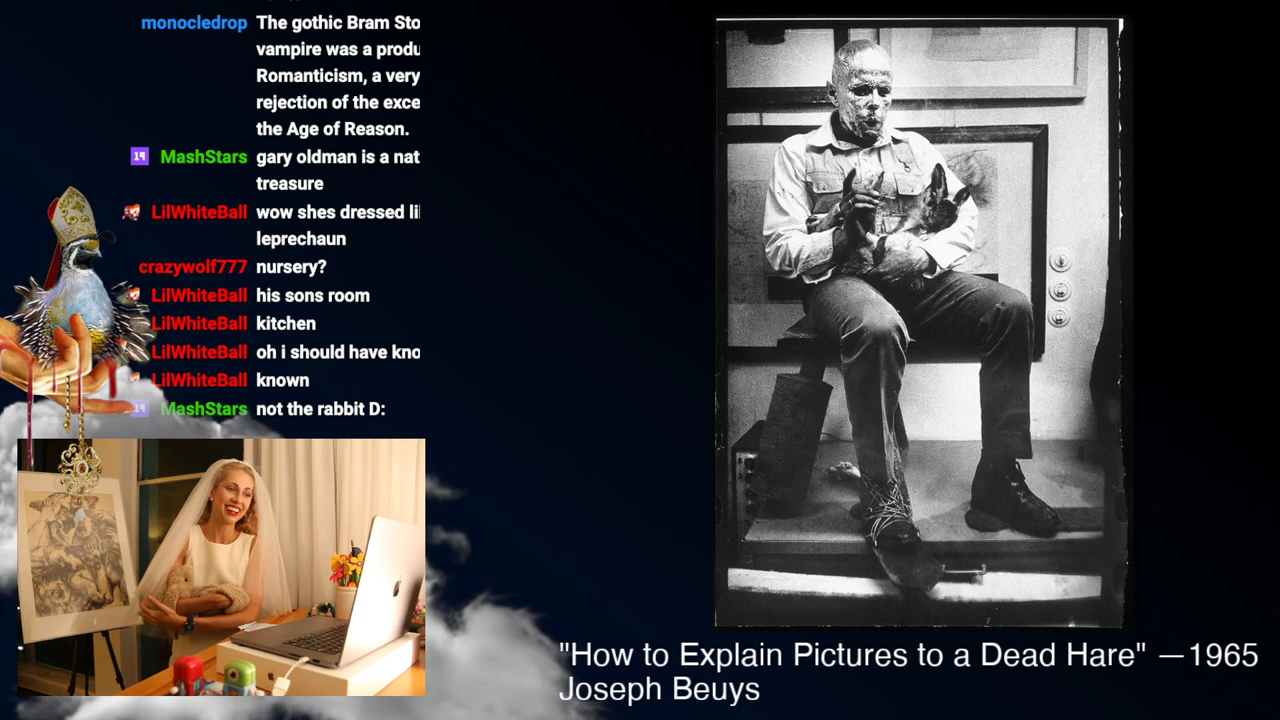 monocledrop The gothic Bram Sto
vampire was a produ
Romanticism, a very
rejection of the exce
the Age of Reason.
19 MashStars gary oldman is a nat
treasure
LilWhiteBall wow shes dressed li
leprechaun
crazywolf777 nursery?
LilWhiteBall his sons room
LilWhiteBall kitchen
LilWhiteBall oh i should have kno
LilWhiteBall known
19 MashStars not the rabbit D:
"How to Explain Pictures to a Dead Hare" —1965
Joseph Beuys